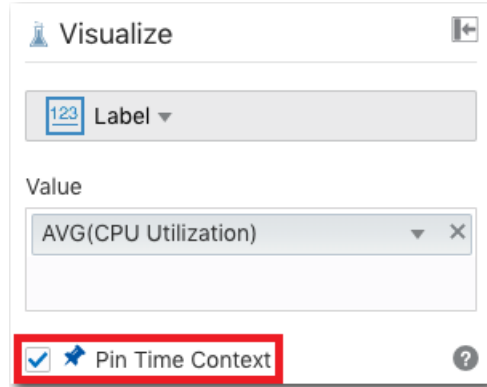 Visualize
123 Label
Value
AVG(CPU Utilization)
Pin Time Context
?